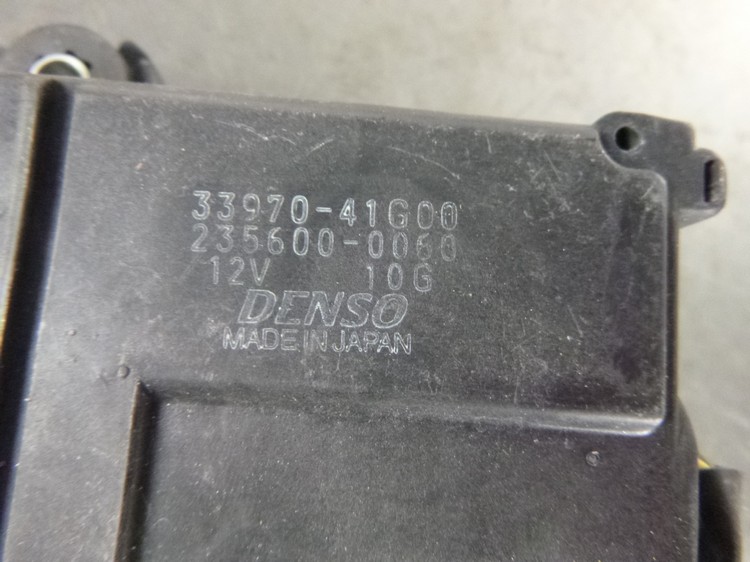 33970-41G00
235600-0060
12V 10G
DENSO
MADE IN JAPAN